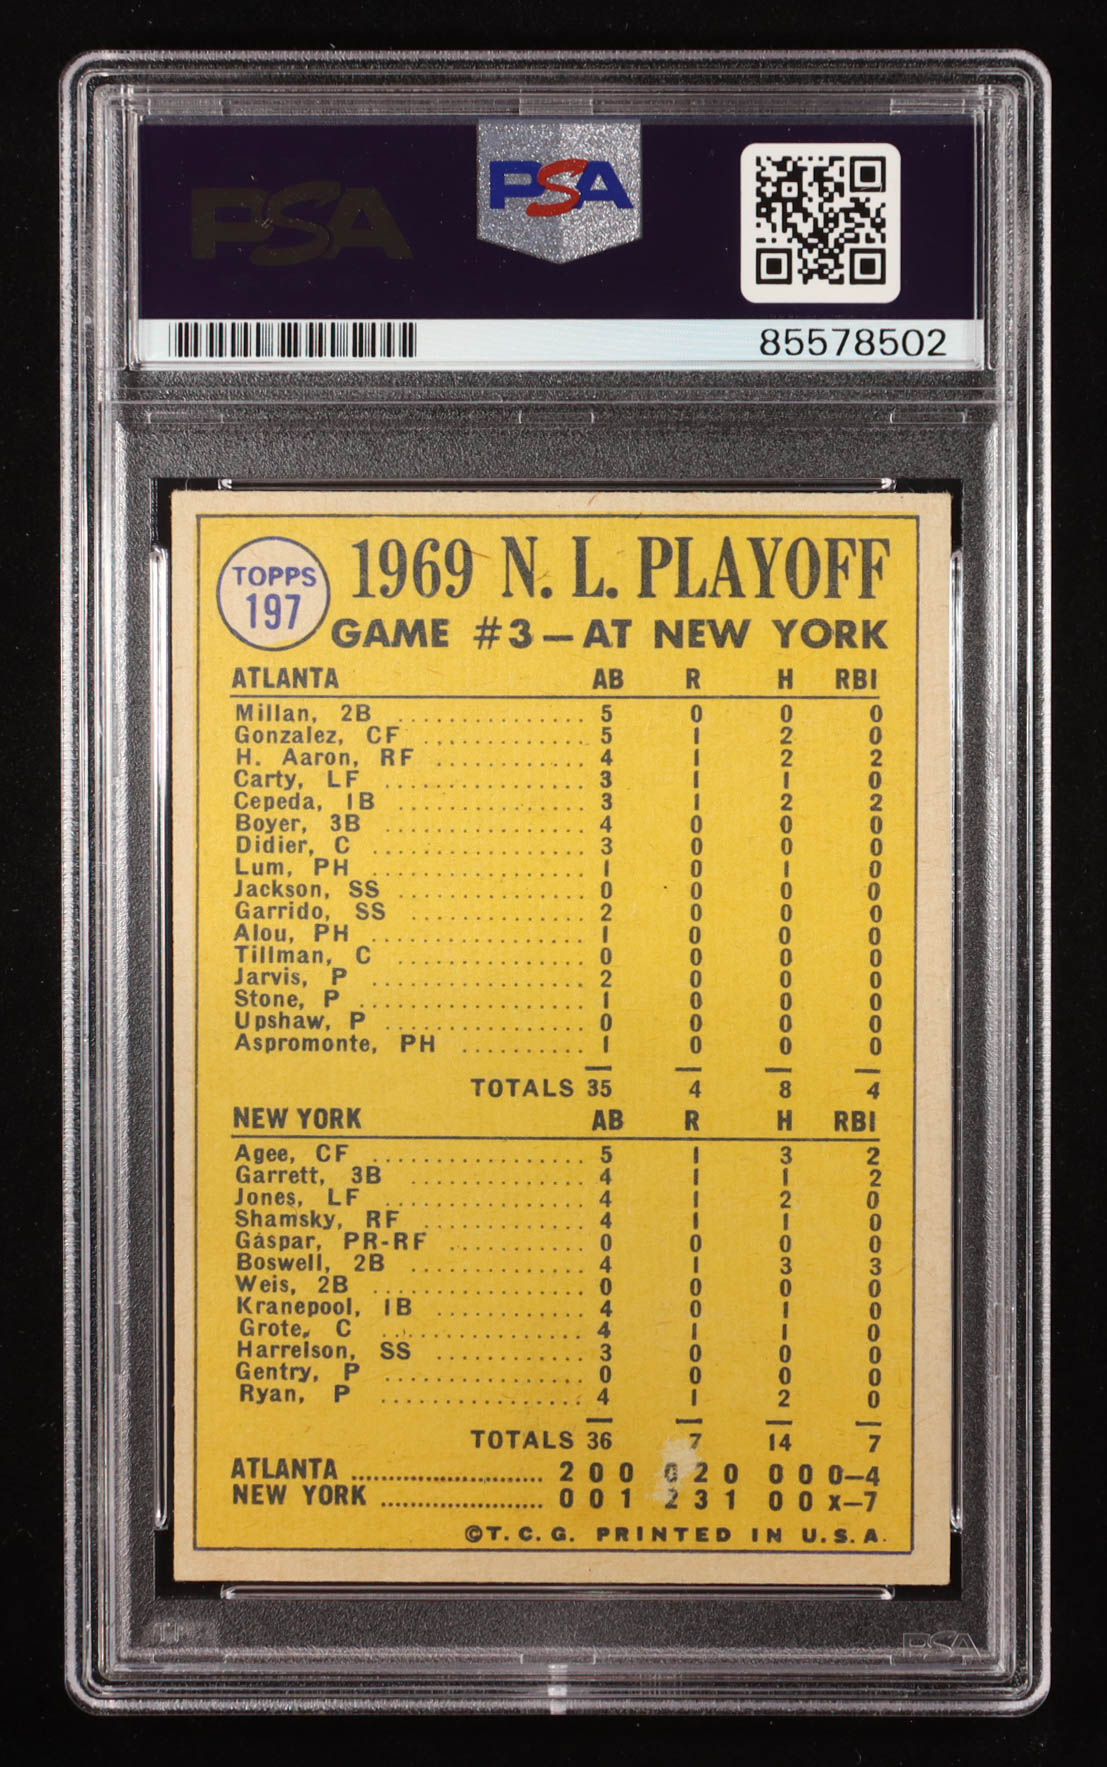 PSA PSA
85578502
TOPPS
197
1969 N. L. PLAYOFF
GAME #3 — AT NEW YORK
ATLANTA AB R H RBI
Millan, 2B .................. 5 0 0 0
Gonzalez, CF .............. 5 1 2 0
H. Aaron, RF .............. 4 1 2 2
Carty, LF .................. 3 1 1 0
Cepeda, 1B ................ 3 1 2 2
Boyer, 3B .................. 4 0 0 0
Didier, C .................. 3 0 0 0
Lum, PH .................. 1 0 1 0
Jackson, SS ................ 0 0 0 0
Garrido, SS ................ 2 0 0 0
Alou, PH .................. 1 0 0 0
Tillman, C ................ 0 0 0 0
Jarvis, P .................. 2 0 0 0
Stone, P .................. 1 0 0 0
Upshaw, P .................. 0 0 0 0
Aspromonte, PH .......... 1 0 0 0
TOTALS 35 4 8 4
NEW YORK AB R H RBI
Agee, CF .................. 5 1 3 2
Garrett, 3B ................ 4 1 1 2
Jones, LF .................. 4 1 2 0
Shamsky, RF .............. 4 1 1 0
Gaspar, PR-RF .......... 0 0 0 0
Boswell, 2B ................ 4 1 3 3
Weis, 2B .................. 0 0 0 0
Kranepool, 1B ............ 4 0 1 0
Grote, C .................. 4 1 1 0
Harrelson, SS ............ 3 0 0 0
Gentry, P .................. 0 0 0 0
Ryan, P .................. 4 1 2 0
TOTALS 36 7 14 7
ATLANTA ........................ 2 0 0 0 2 0 0 0 0—4
NEW YORK ...................... 0 0 1 2 3 1 0 0 x—7
©T. C. G. PRINTED IN U. S. A.
PSA